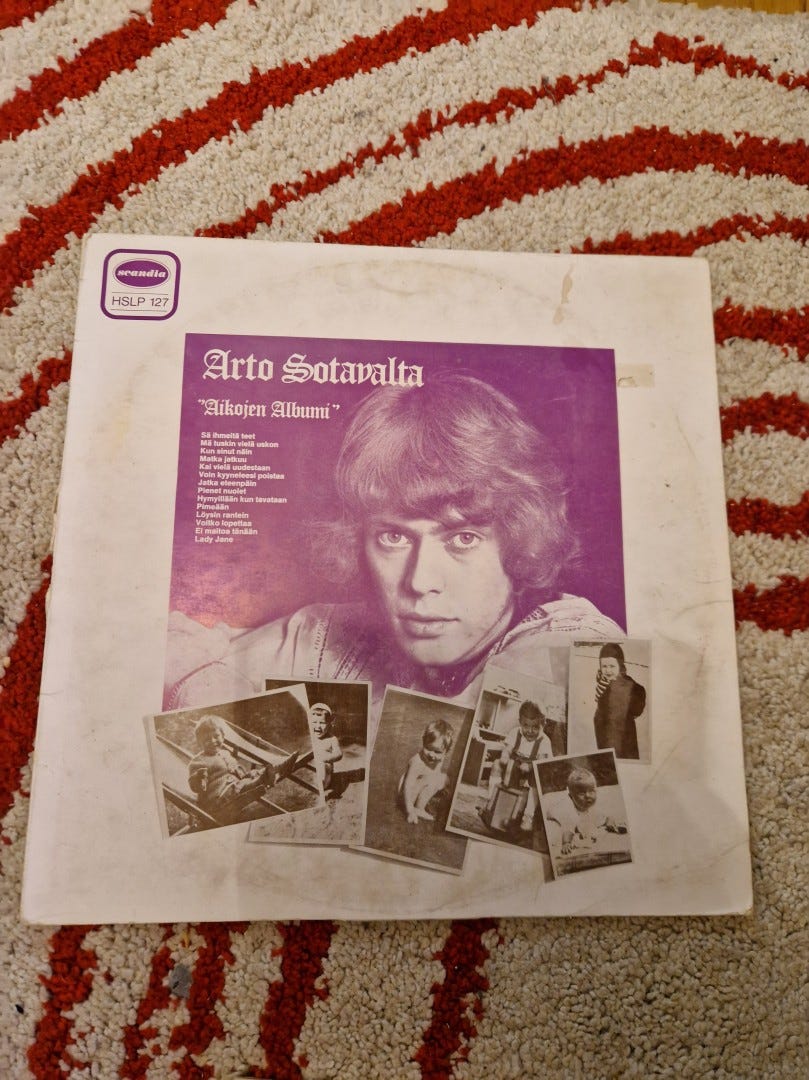 scandia
HSLP 127
Arto Sotavalta
"Aikojen Albumi"
Sä ihmeitä teet
Mä tuskin vielä uskon
Kun sinut näin
Matka jatkuu
Kai vielä uudestaan
Voin kyyneleesi poistaa
Jatka eteenpäin
Pienet nuolet
Hymyillään kun tavataan
Pimeään
Löysin rantein
Voitko lopettaa
Ei maitoa tänään
Lady Jane